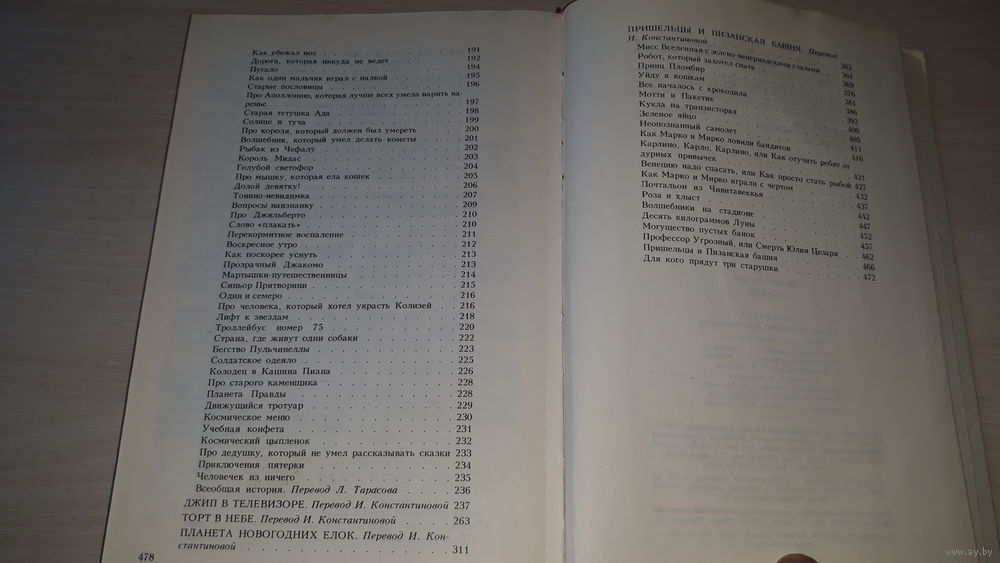 Как убежал нос . . . 191
Дорога, которая никуда не ведет . . . 192
Пугало . . . 194
Как один мальчик играл с палкой . . . 195
Старые пословицы . . . 196
Про Аполлонию, которая лучше всех умела варить ва-
ренье . . . 197
Старая тетушка Ада . . . 198
Солнце и туча . . . 199
Про короля, который должен был умереть . . . 200
Волшебник, который умел делать кометы . . . 201
Рыбак из Чефалу . . . 202
Король Мидас . . . 203
Голубой светофор . . . 204
Про мышку, которая ела кошек . . . 205
Долой девятку! . . . 206
Тонино-невидимка . . . 207
Вопросы наизнанку . . . 209
Про Джильберто . . . 210
Слово «плакать» . . . 210
Перекормитное воспаление . . . 211
Воскресное утро . . . 212
Как поскорее уснуть . . . 213
Прозрачный Джакомо . . . 213
Мартышки-путешественницы . . . 214
Синьор Притворини . . . 215
Один и семеро . . . 216
Про человека, который хотел украсть Колизей . . . 216
Лифт к звездам . . . 218
Троллейбус номер 75 . . . 220
Страна, где живут одни собаки . . . 222
Бегство Пульчинеллы . . . 223
Солдатское одеяло . . . 225
Колодец в Кашина Пиана . . . 226
Про старого каменщика . . . 228
Планета Правды . . . 228
Движущийся тротуар . . . 229
Космическое меню . . . 230
Учебная конфета . . . 231
Космический цыпленок . . . 232
Про дедушку, который не умел рассказывать сказки 233
Приключения пятерки . . . 234
Человечек из ничего . . . 235
Всеобщая история. Перевод Л. Тарасова . . . 236
ДЖИП В ТЕЛЕВИЗОРЕ. Перевод И. Константиновой 237
ТОРТ В НЕБЕ. Перевод И. Константиновой . . . 263
ПЛАНЕТА НОВОГОДНИХ ЕЛОК. Перевод И. Кон-
стантиновой . . . 311
478
ПРИШЕЛЬЦЫ И ПИЗАНСКАЯ БАШНЯ. Перевод
И. Константиновой
Мисс Вселенная с зелено-венерианскими глазами . . . 362
Робот, который захотел спать . . . 364
Принц Пломбир . . . 369
Уйду к кошкам . . . 376
Все началось с крокодила . . . 381
Мотти и Пакетик . . . 386
Кукла на транзисторах . . . 392
Зеленое яйцо . . . 400
Неопознанный самолет . . . 405
Как Марко и Мирко ловили бандитов . . . 411
Карлино, Карло, Карлино, или Как отучить ребят от . . . 416
дурных привычек . . . 421
Венецию надо спасать, или Как просто стать рыбой 427
Как Марко и Мирко играли с чертом . . . 432
Почтальон из Чивитавеккья . . . 437
Роза и хлыст . . . 442
Волшебники на стадионе . . . 447
Десять килограммов Луны . . . 452
Могущество пустых банок . . . 457
Профессор Угрозный, или Смерть Юлия Цезаря . . . 462
Пришельцы и Пизанская башня . . . 466
Для кого прядут три старушки . . . 472
www.ay.by